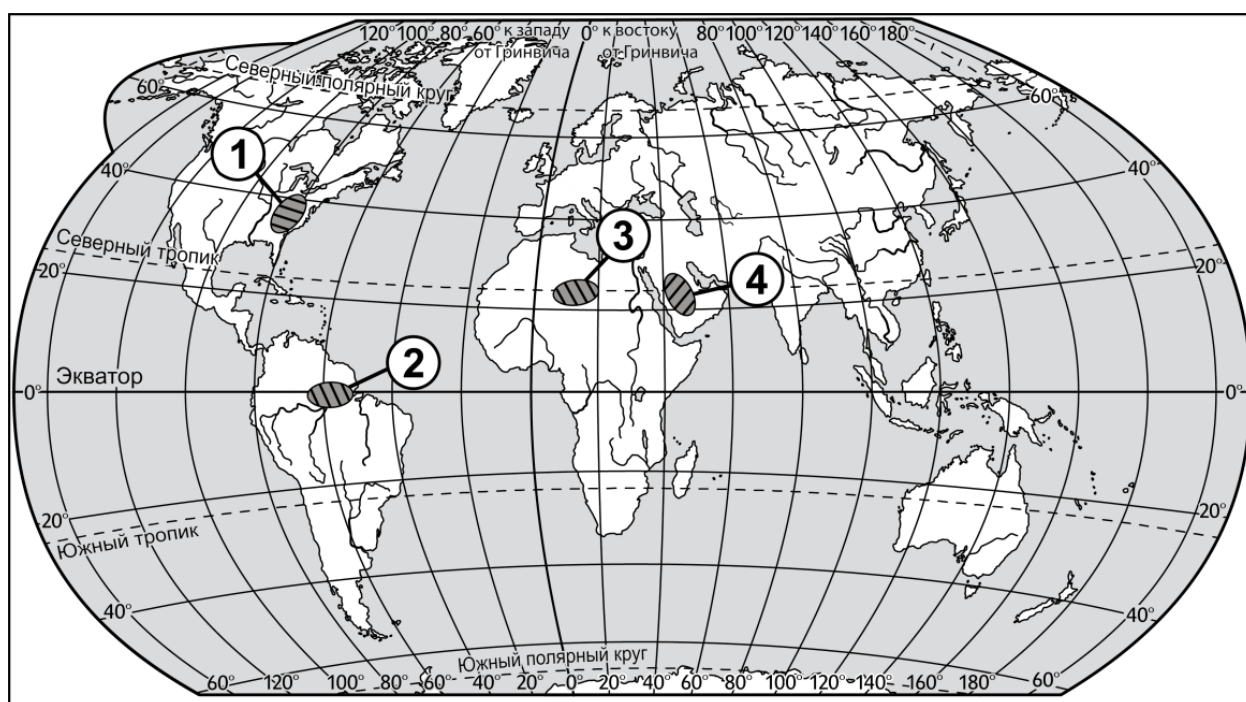 120° 100° 80° 60° к западу 0° к востоку 80° 100° 120° 140° 160° 180°
от Гринвича от Гринвича
Северный полярный круг
60° 60°
1
40° 40°
3
Северный тропик
4
20° 20°
2
Экватор
0° 0°
20° 20°
Южный тропик
40° 40°
Южный полярный круг
60° 120° 100° 80° 60° 40° 20° 0° 20° 40° 60° 80° 100° 120° 140° 160° 180° 60°